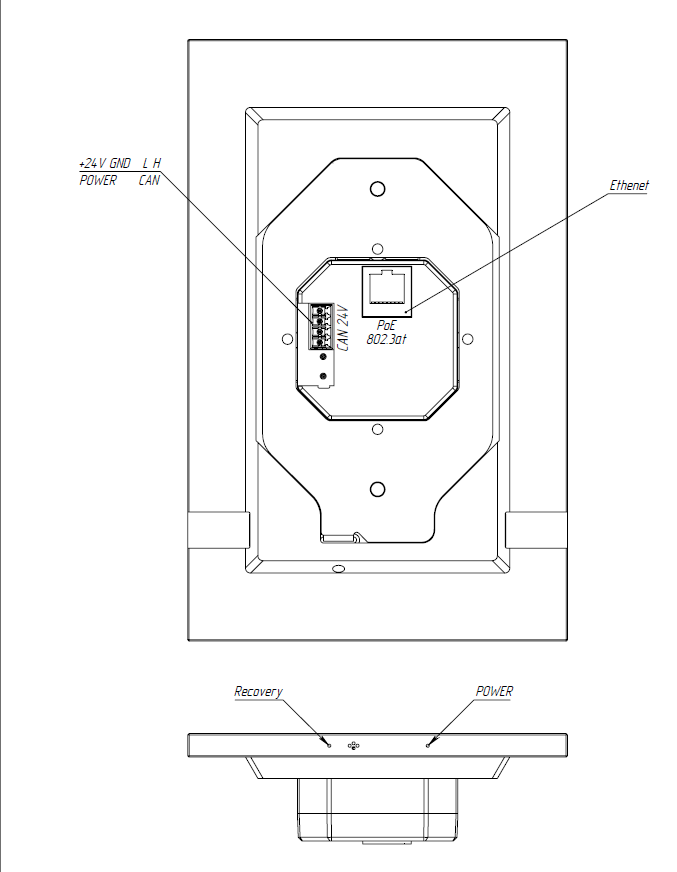 +24V GND L H
POWER CAN
Ethenet
CAN 24V
PoE
802.3at
Recovery
POWER